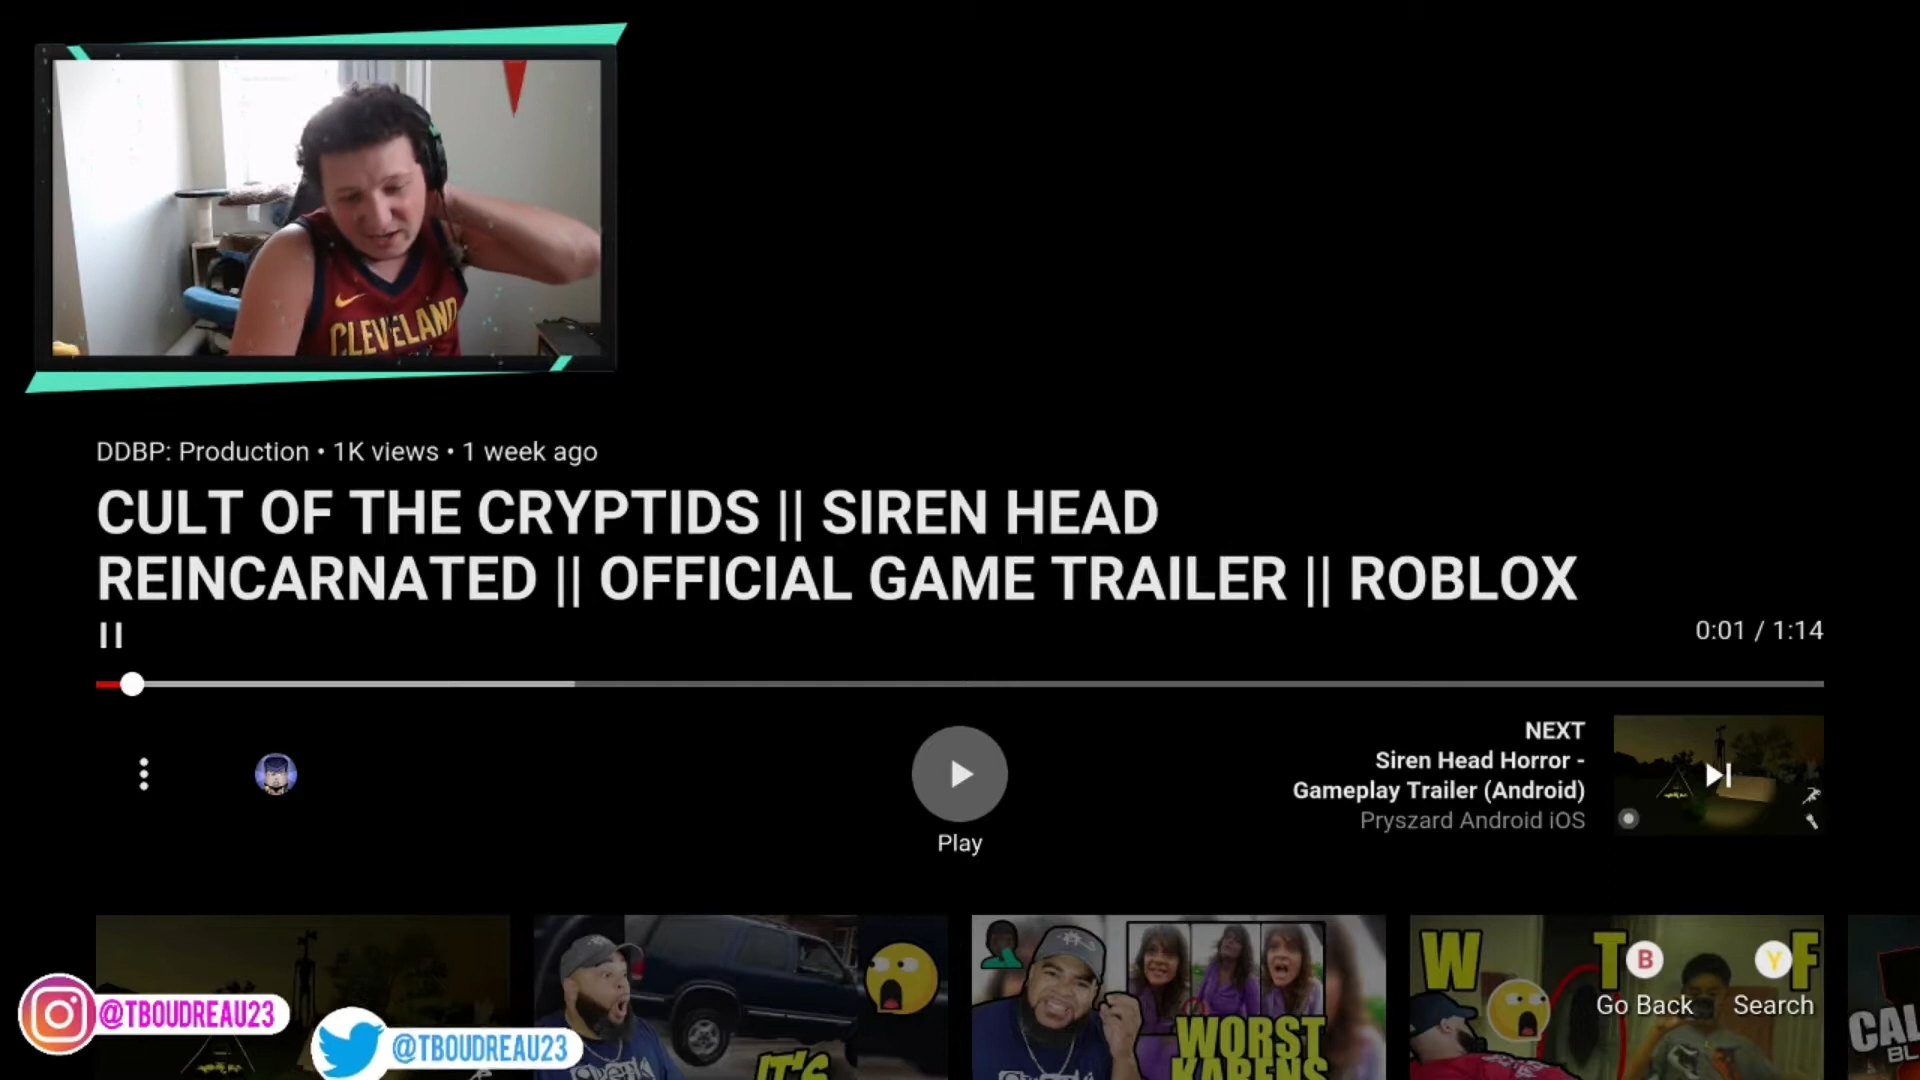 CLEVELAND
DDBP: Production • 1K views • 1 week ago
CULT OF THE CRYPTIDS || SIREN HEAD
REINCARNATED || OFFICIAL GAME TRAILER || ROBLOX
||
0:01 / 1:14
NEXT
Siren Head Horror -
Gameplay Trailer (Android)
Pryszard Android iOS
Play
W T F
B
Y
Go Back
Search
@TBOUDREAU23
@TBOUDREAU23
IT'S
WORST
KARENS